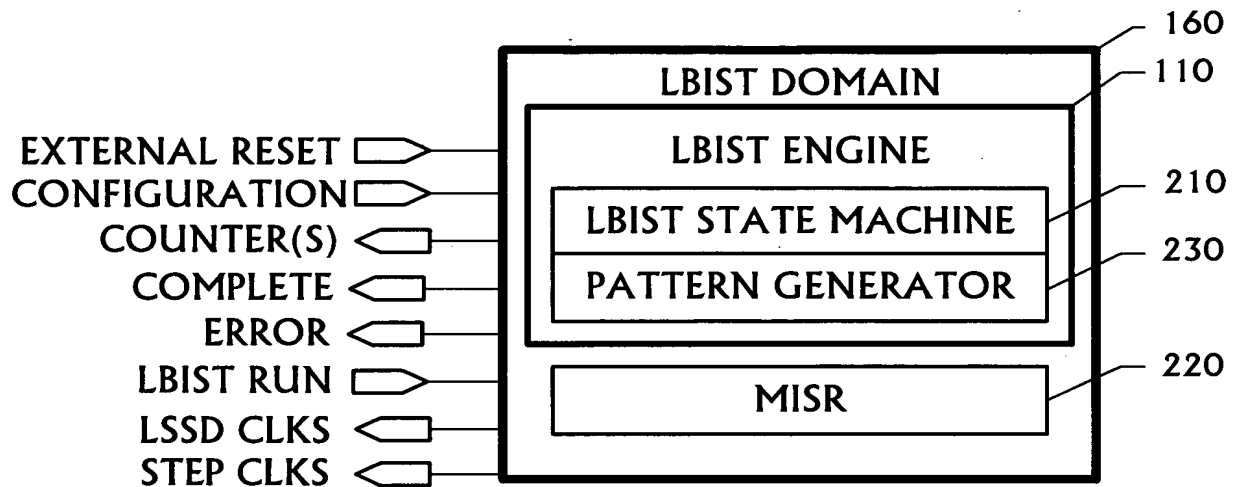 160
LBIST DOMAIN
110
EXTERNAL RESET
LBIST ENGINE
CONFIGURATION
210
LBIST STATE MACHINE
COUNTER(S)
230
COMPLETE
PATTERN GENERATOR
ERROR
LBIST RUN
220
MISR
LSSD CLKS
STEP CLKS